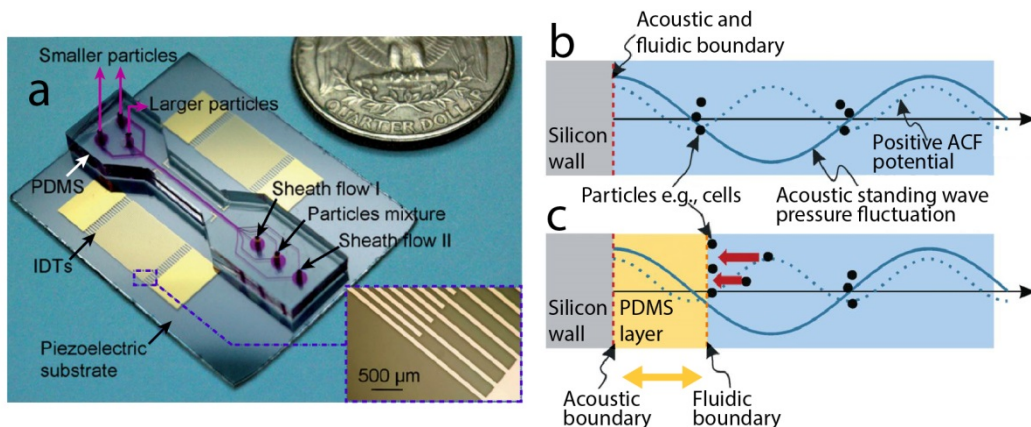 a
Smaller particles
Larger particles
PDMS
Sheath flow I
Particles mixture
Sheath flow II
IDTs
Piezoelectric
substrate
500 µm
QUARTER DOLLAR
b
Acoustic and
fluidic boundary
Silicon
wall
Positive ACF
potential
Particles e.g., cells
Acoustic standing wave
pressure fluctuation
c
Silicon
wall
PDMS
layer
Acoustic
boundary
Fluidic
boundary